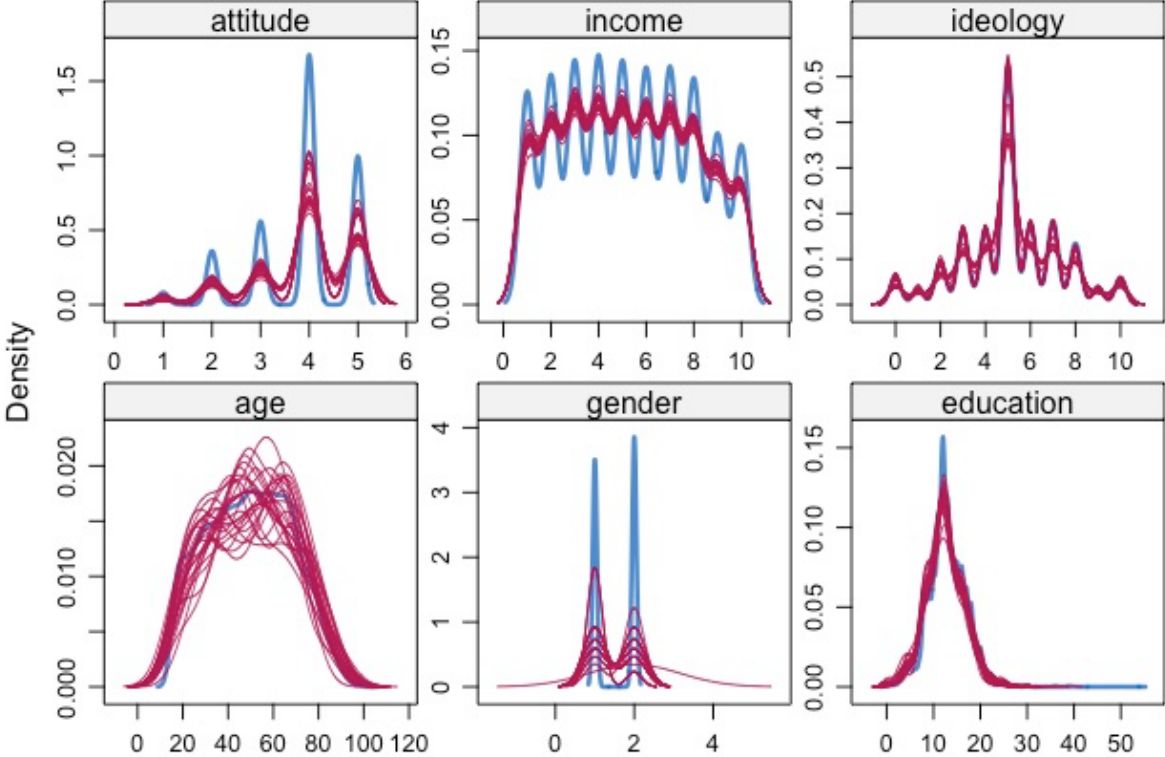 attitude income ideology
1.5 0.15 0.5
1.0 0.10 0.4
0.5 0.05 0.3
0.0 0.00 0.2
0.1
0.0
0 1 2 3 4 5 6 0 2 4 6 8 10 0 2 4 6 8 10
Density
age gender education
0.020 4 0.15
0.010 3 0.10
0.000 2 0.05
1 0.00
0
0 20 40 60 80 100 120 0 2 4 0 10 20 30 40 50